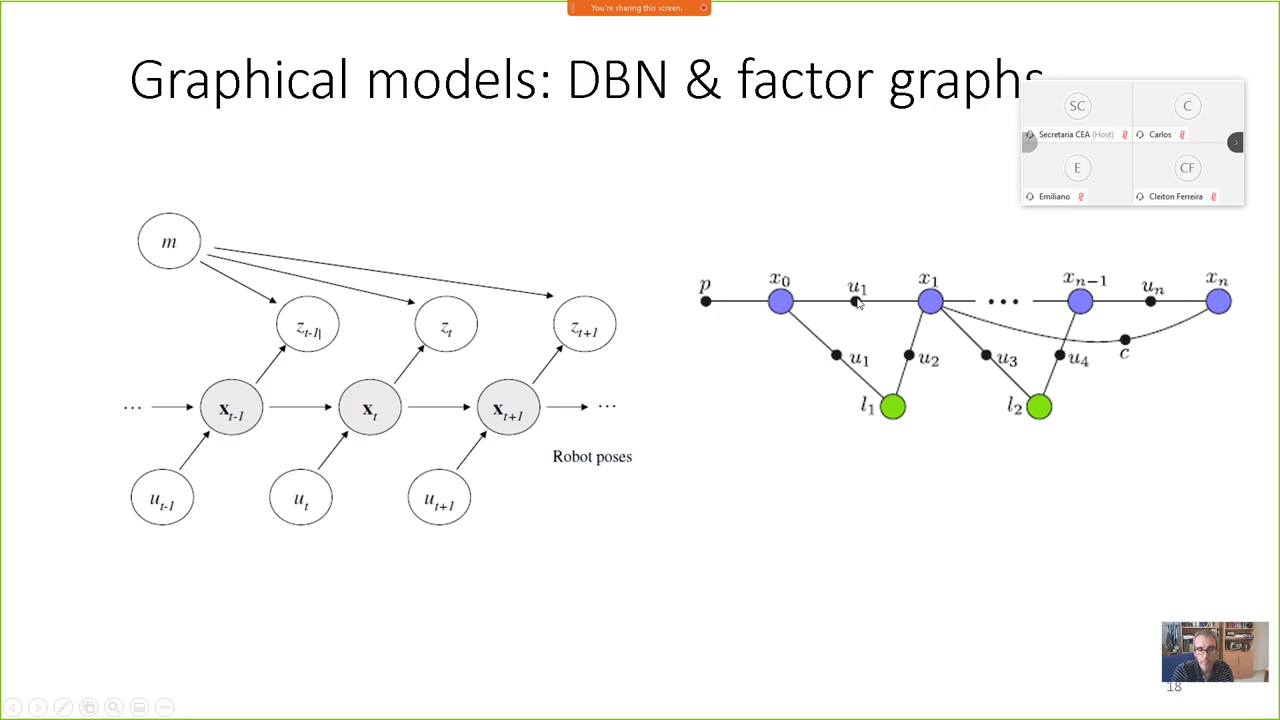 You're sharing this screen.
Graphical models: DBN & factor graphs
SC
C
Secretaria CEA (Host)
Carlos
E
CF
Emiliano
Cleiton Ferreira
m
z_{t-1}
z_t
z_{t+1}
...
x_{t-1}
x_t
x_{t+1}
...
Robot poses
u_{t-1}
u_t
u_{t+1}
p
x_0
u_1
x_1
...
x_{n-1}
u_n
x_n
u_1
u_2
u_3
u_4
c
l_1
l_2
18